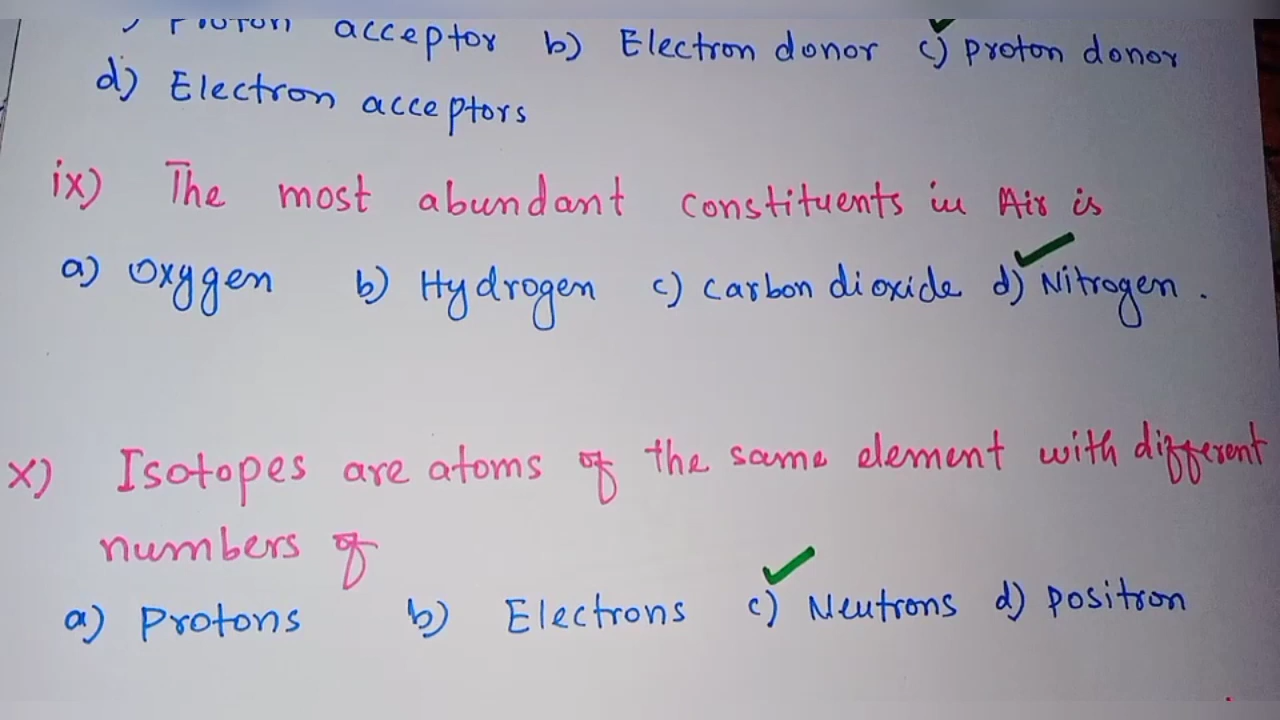 ) Proton acceptor b) Electron donor c) proton donor
d) Electron acceptors
ix) The most abundant constituents in Air is
a) Oxygen b) Hydrogen c) carbon dioxide d) Nitrogen .
x) Isotopes are atoms of the same element with different
numbers of
a) Protons b) Electrons c) Neutrons d) positron